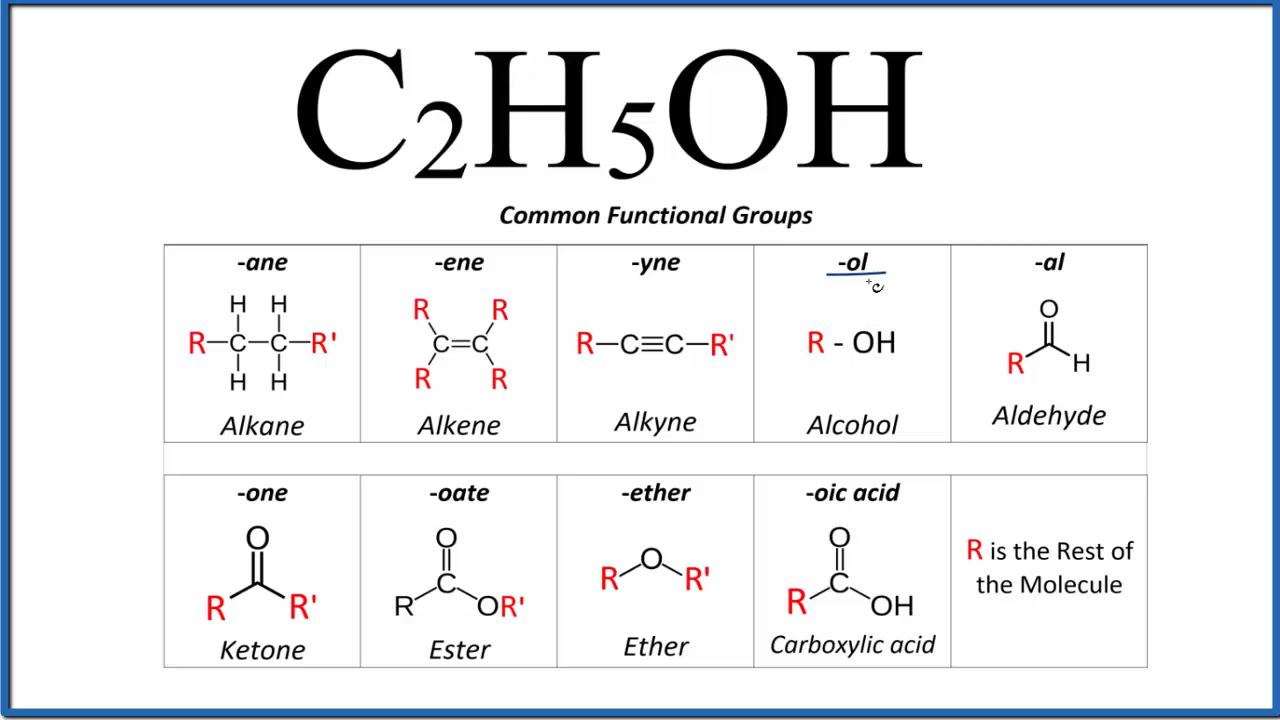 C₂H₅OH
Common Functional Groups
-ane
-ene
-yne
-ol
-al
H H
R C C R'
H H
R R
C C
R R
R C C R'
R - OH
O
R H
Alkane
Alkene
Alkyne
Alcohol
Aldehyde
-one
-oate
-ether
-oic acid
O
R R'
O
C
R OR'
O
R R'
O
C
R OH
R is the Rest of
the Molecule
Ketone
Ester
Ether
Carboxylic acid